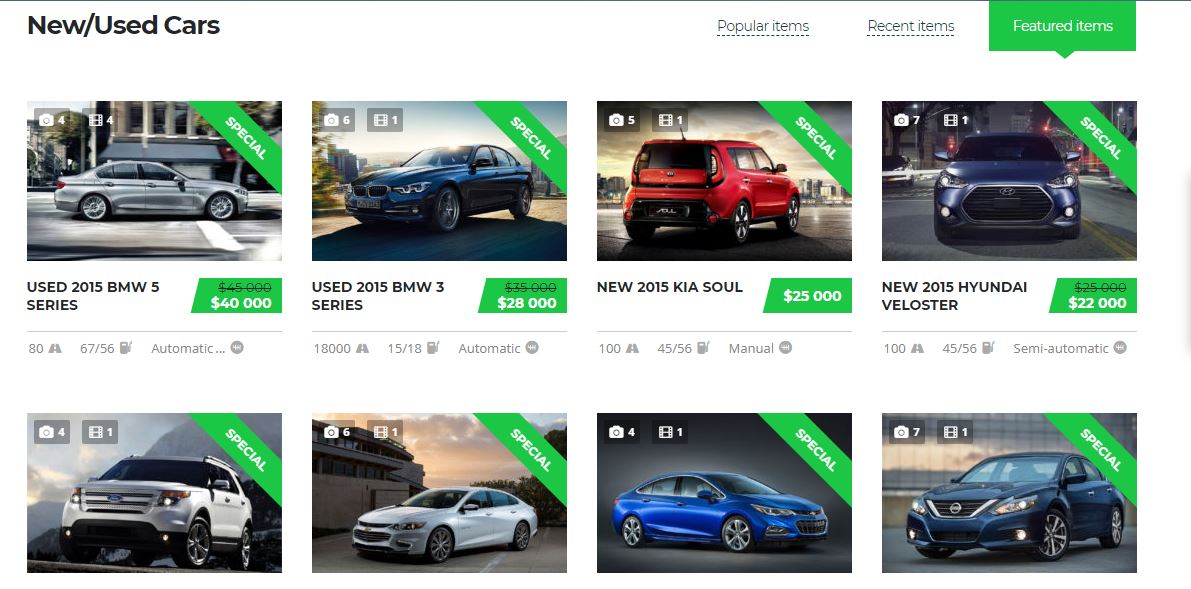 New/Used Cars
Popular items
Recent items
Featured items
4 4 SPECIAL
6 1 SPECIAL
5 1 SPECIAL
7 1 SPECIAL
SOUL
USED 2015 BMW 5
SERIES
$45 000
$40 000
USED 2015 BMW 3
SERIES
$35 000
$28 000
NEW 2015 KIA SOUL
$25 000
NEW 2015 HYUNDAI
VELOSTER
$25 000
$22 000
80 67/56 Automatic ...
18000 15/18 Automatic
100 45/56 Manual
100 45/56 Semi-automatic
4 1 SPECIAL
6 1 SPECIAL
4 1 SPECIAL
7 1 SPECIAL